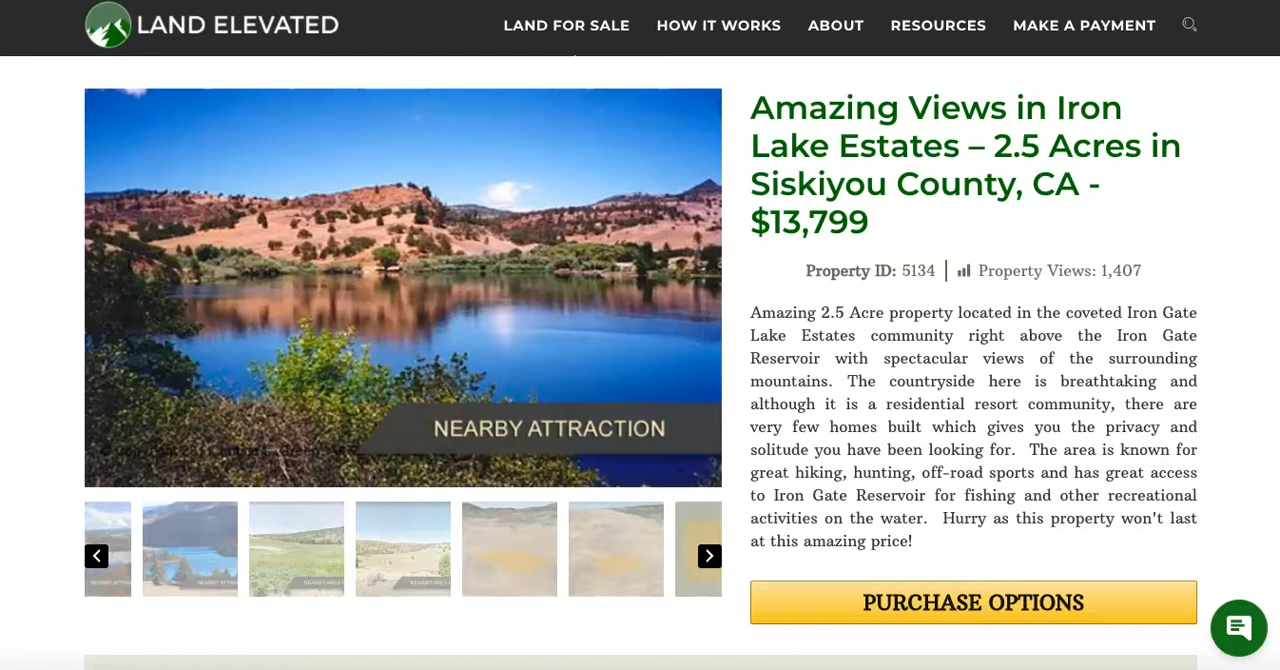 LAND ELEVATED
LAND FOR SALE HOW IT WORKS ABOUT RESOURCES MAKE A PAYMENT
Amazing Views in Iron
Lake Estates – 2.5 Acres in
Siskiyou County, CA -
$13,799
Property ID: 5134 Property Views: 1,407
Amazing 2.5 Acre property located in the coveted Iron Gate
Lake Estates community right above the Iron Gate
Reservoir with spectacular views of the surrounding
mountains. The countryside here is breathtaking and
although it is a residential resort community, there are
very few homes built which gives you the privacy and
solitude you have been looking for. The area is known for
great hiking, hunting, off-road sports and has great access
to Iron Gate Reservoir for fishing and other recreational
activities on the water. Hurry as this property won't last
at this amazing price!
NEARBY ATTRACTION
PURCHASE OPTIONS